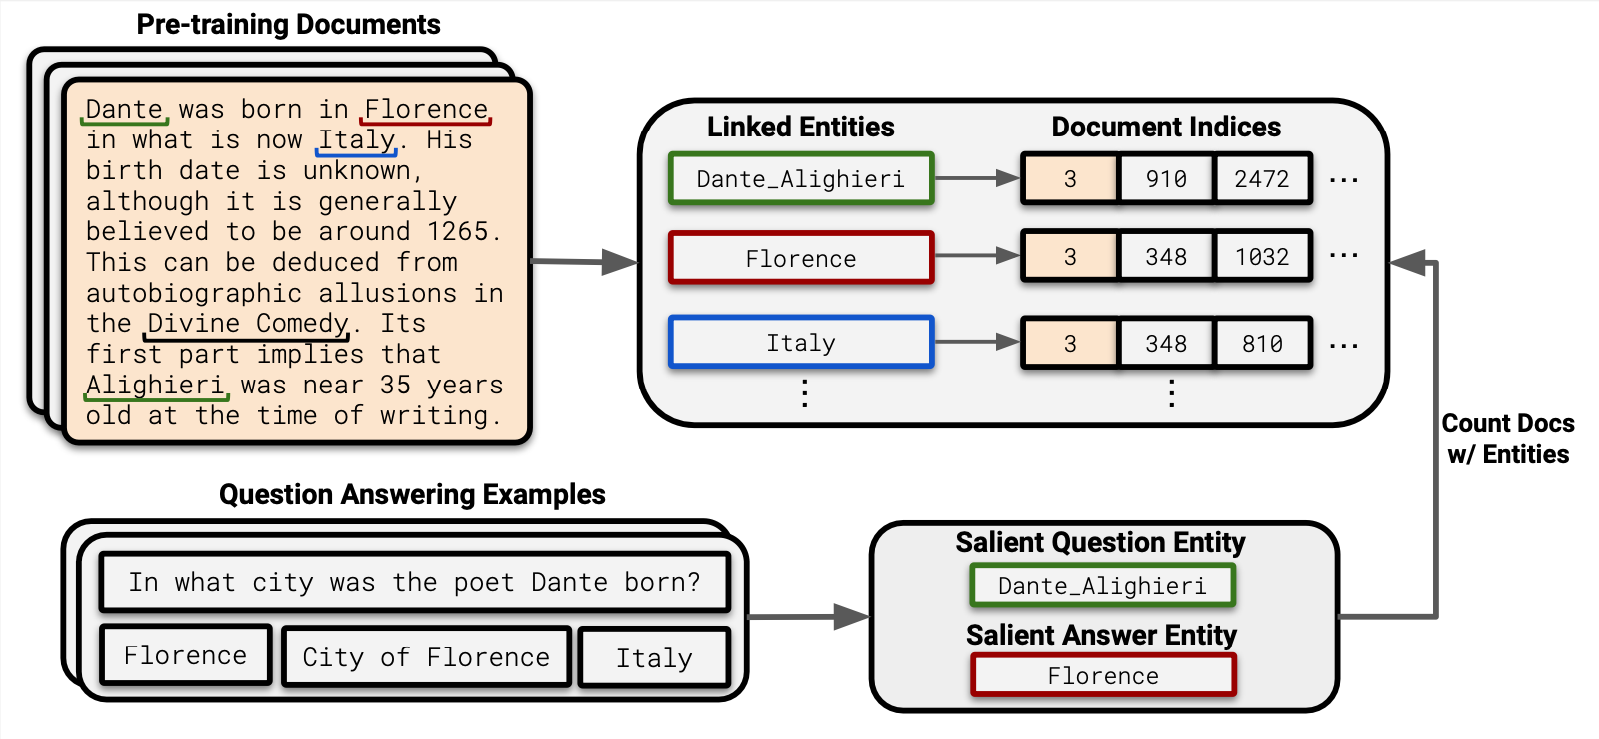 Pre-training Documents
Dante was born in Florence
in what is now Italy. His
birth date is unknown,
although it is generally
believed to be around 1265.
This can be deduced from
autobiographic allusions in
the Divine Comedy. Its
first part implies that
Alighieri was near 35 years
old at the time of writing.
Linked Entities
Document Indices
Dante_Alighieri
3 910 2472 ...
Florence
3 348 1032 ...
Italy
3 348 810 ...
Count Docs
w/ Entities
Question Answering Examples
In what city was the poet Dante born?
Florence
City of Florence
Italy
Salient Question Entity
Dante_Alighieri
Salient Answer Entity
Florence